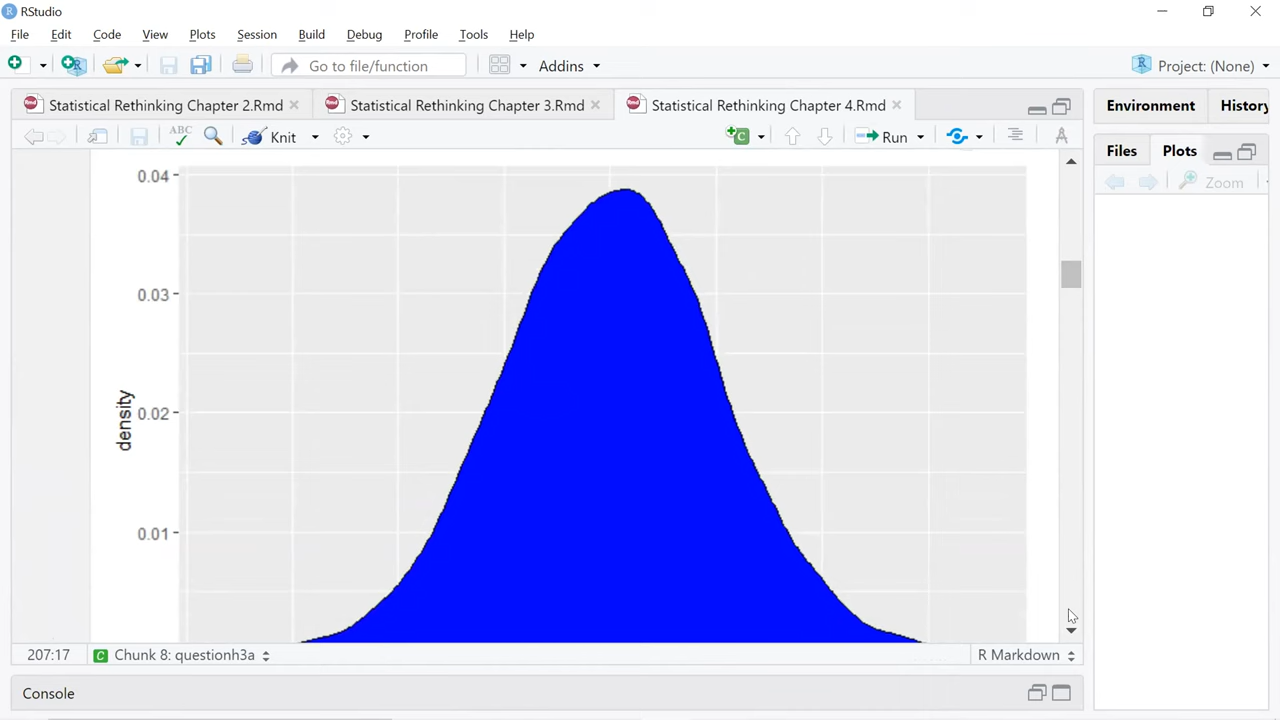 RStudio
File Edit Code View Plots Session Build Debug Profile Tools Help
Go to file/function Addins Project: (None)
Statistical Rethinking Chapter 2.Rmd Statistical Rethinking Chapter 3.Rmd Statistical Rethinking Chapter 4.Rmd Environment History
ABC Knit Run Files Plots
Zoom
0.04
0.03
0.02
0.01
density
207:17 Chunk 8: questionh3a R Markdown
Console